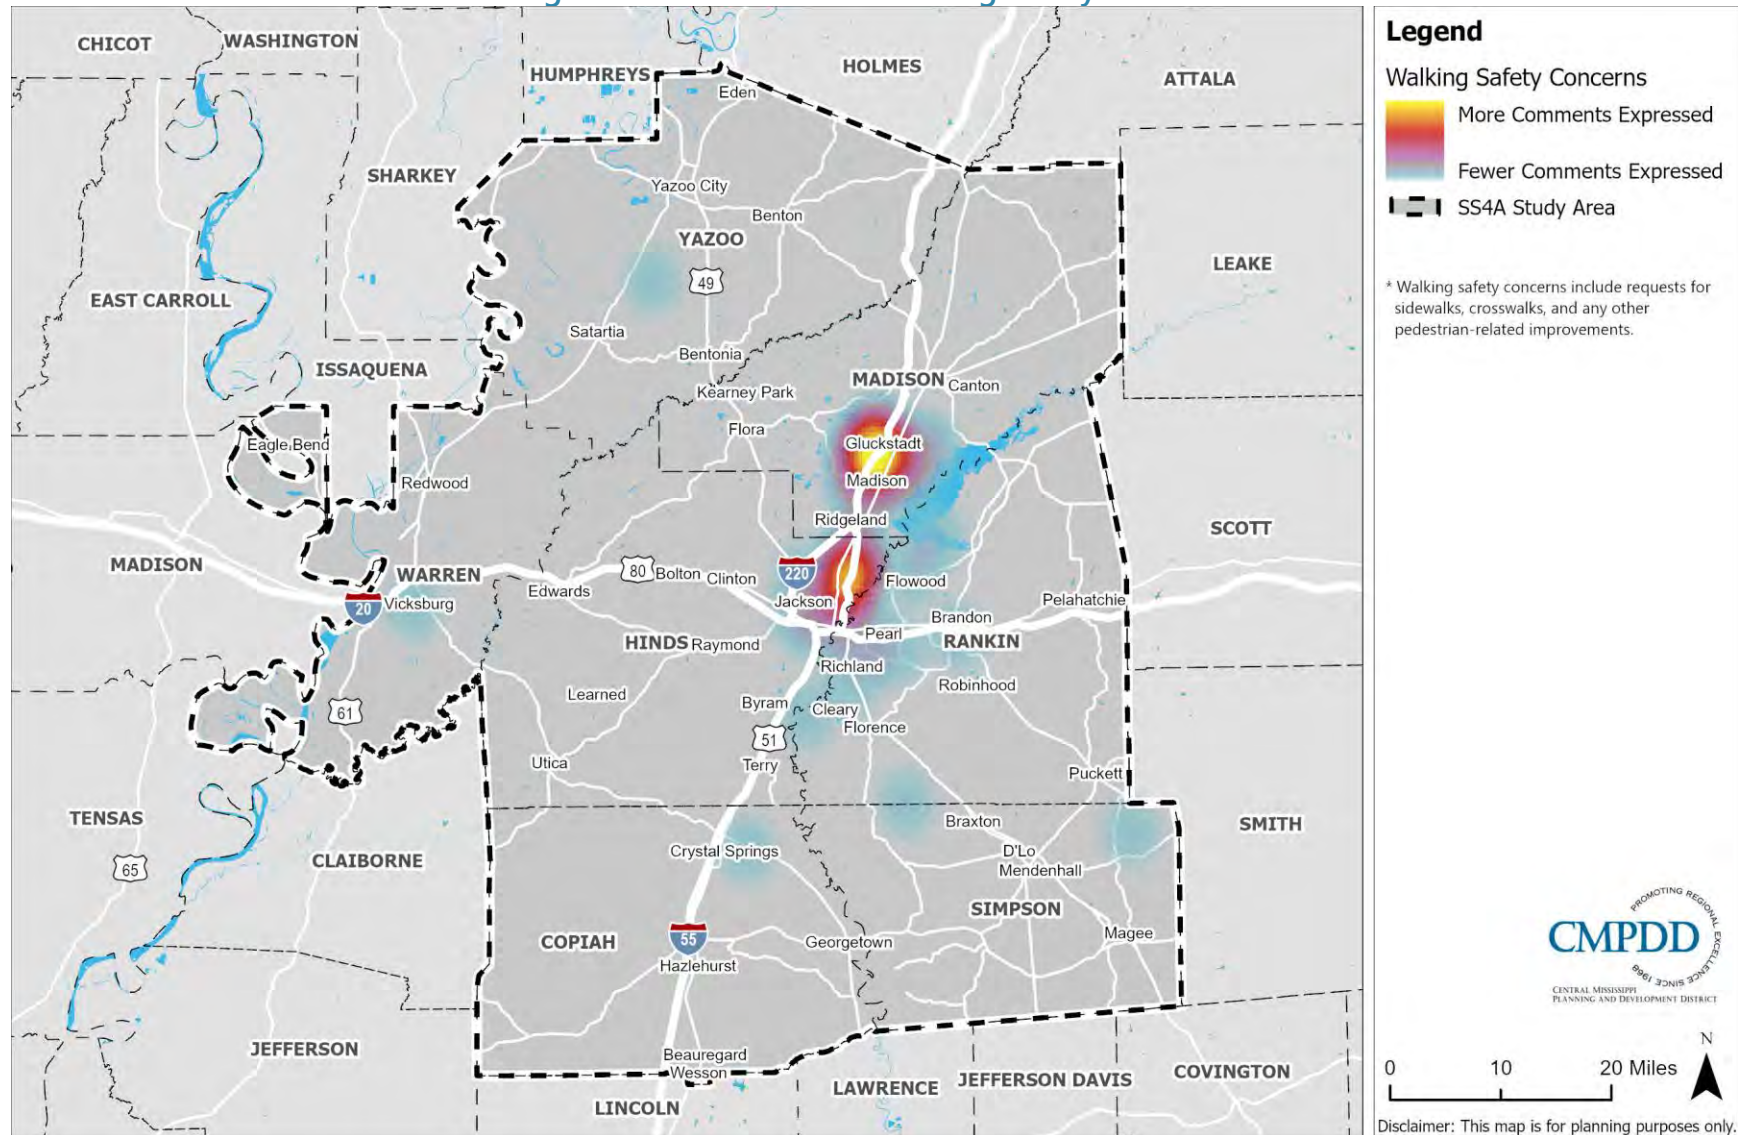 CHICOT
WASHINGTON
HUMPHREYS
HOLMES
ATTALA
Eden
SHARKEY
Yazoo City
Benton
YAZOO
49
LEAKE
EAST CARROLL
Satartia
Bentonia
ISSAQUENA
MADISON
Canton
Kearney Park
Flora
Gluckstadt
Eagle Bend
Redwood
Madison
Ridgeland
SCOTT
MADISON
WARREN
80
Bolton
Clinton
220
Flowood
Edwards
Vicksburg
20
Jackson
Pelahatchie
Brandon
Pearl
HINDS
Raymond
RANKIN
Richland
Robinhood
Learned
Byram
Cleary
61
Florence
51
Utica
Terry
Puckett
TENSAS
Braxton
SMITH
65
CLAIBORNE
Crystal Springs
D'Lo
Mendenhall
SIMPSON
COPIAH
55
Georgetown
Magee
Hazlehurst
JEFFERSON
Beauregard
Wesson
LAWRENCE
JEFFERSON DAVIS
COVINGTON
LINCOLN
Legend
Walking Safety Concerns
More Comments Expressed
Fewer Comments Expressed
SS4A Study Area
* Walking safety concerns include requests for
sidewalks, crosswalks, and any other
pedestrian-related improvements.
PROMOTING REGIONAL EXCELLENCE SINCE 1968
CMPDD
CENTRAL MISSISSIPPI
PLANNING AND DEVELOPMENT DISTRICT
N
0 10 20 Miles
Disclaimer: This map is for planning purposes only.